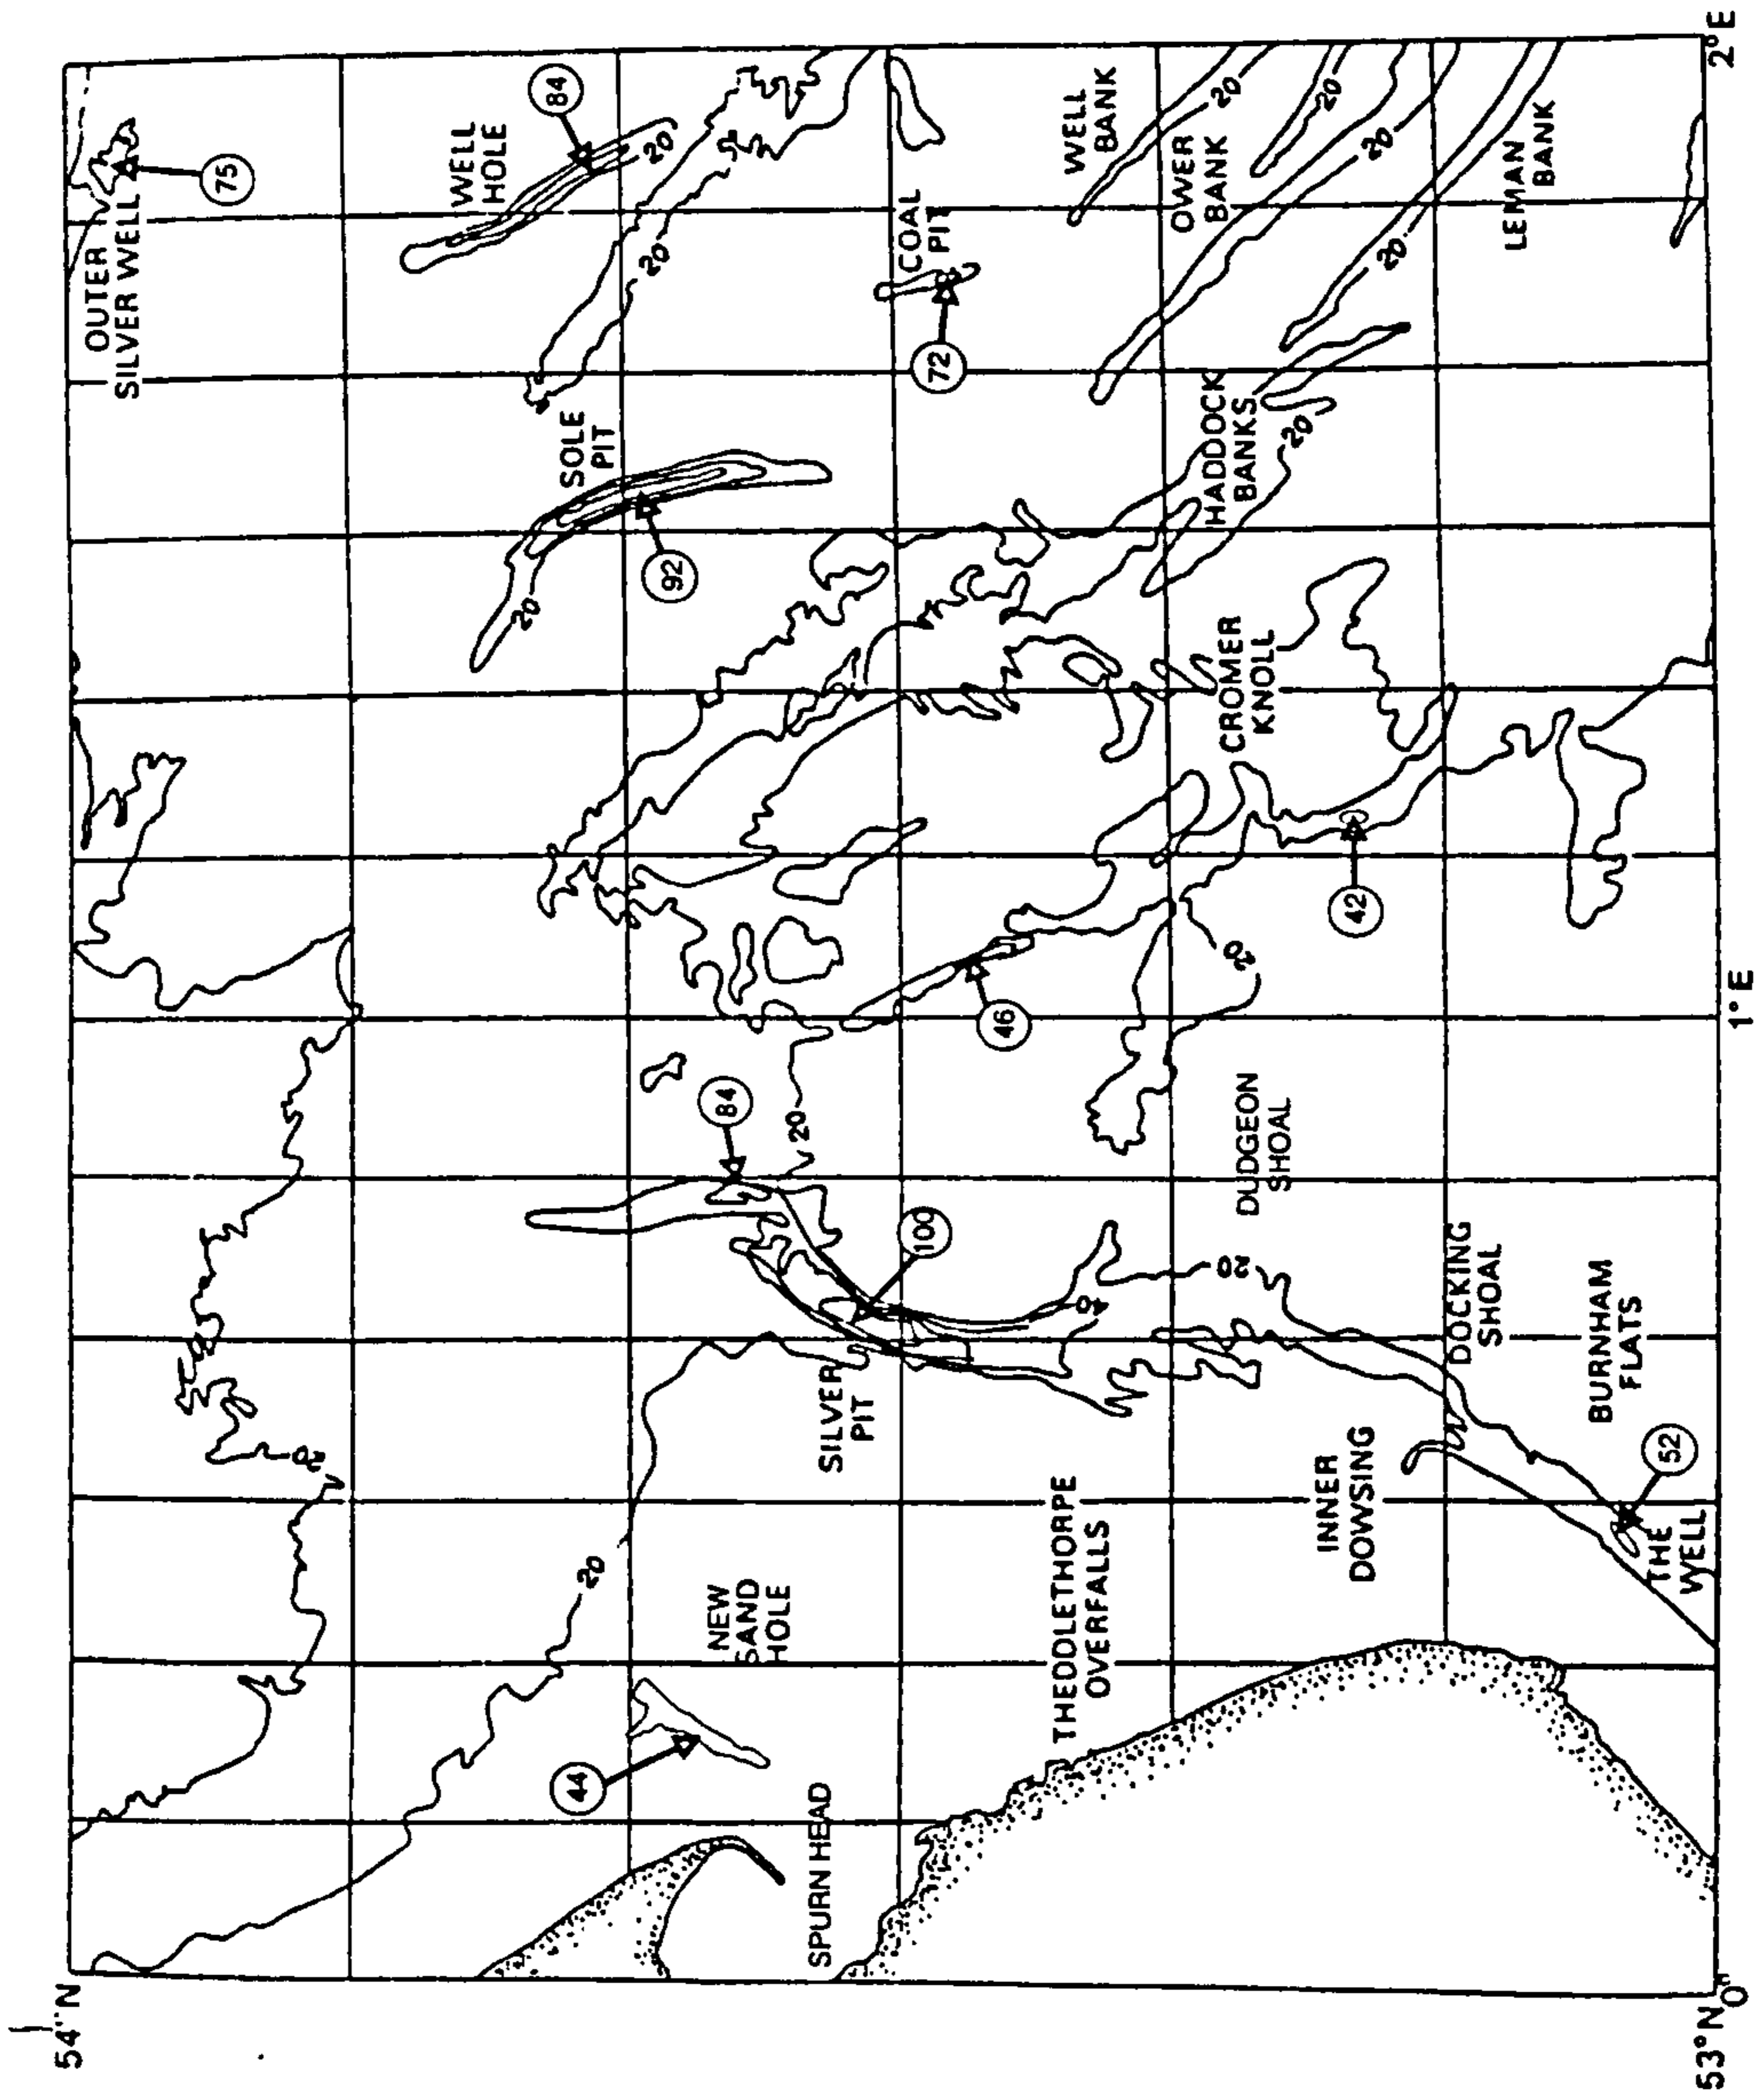 54''N
OUTER
SILVER WELL
75
20
WELL
HOLE
84
20
20
20
SOLE
PIT
44
92
20
NEW
SAND
HOLE
84
20
SPURN HEAD
SILVER
PIT
100
COAL
PIT
72
46
THEDDLETHORPE
OVERFALLS
40
WELL
BANK
20
OWER
BANK
20
DUDGEON
SHOAL
20
CROMER
KNOLL
HADDOCK
BANKS
20
20
20
20
INNER
DOWSING
42
DOCKING
SHOAL
LEMAN
BANK
BURNHAM
FLATS
THE
WELL
52
53°N
0°
1°E
2°E